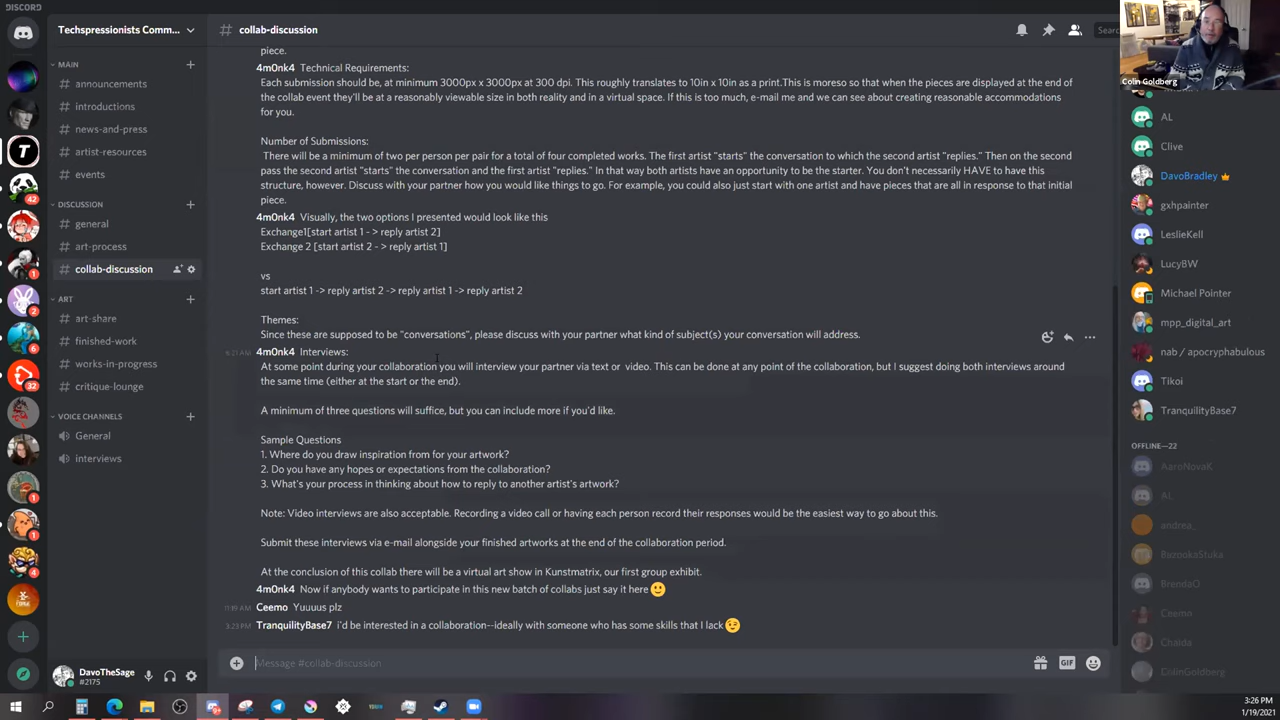 DISCORD
Techspressionists Comm...
MAIN
announcements
introductions
news-and-press
artist-resources
events
DISCUSSION
general
art-process
collab-discussion
ART
art-share
finished-work
works-in-progress
critique-lounge
VOICE CHANNELS
General
interviews
42
1
2
6
32
1
1
4
DavoTheSage
#2175
# collab-discussion
Search
piece.
4m0nk4 Technical Requirements:
Each submission should be, at minimum 3000px x 3000px at 300 dpi. This roughly translates to 10in x 10in as a print.This is moreso so that when the pieces are displayed at the end of
the collab event they'll be at a reasonably viewable size in both reality and in a virtual space. If this is too much, e-mail me and we can see about creating reasonable accommodations
for you.
Number of Submissions:
There will be a minimum of two per person per pair for a total of four completed works. The first artist "starts" the conversation to which the second artist "replies." Then on the second
pass the second artist "starts" the conversation and the first artist "replies." In that way both artists have an opportunity to be the starter. You don't necessarily HAVE to have this
structure, however. Discuss with your partner how you would like things to go. For example, you could also just start with one artist and have pieces that are all in response to that initial
piece.
4m0nk4 Visually, the two options I presented would look like this
Exchange1[start artist 1 - > reply artist 2]
Exchange 2 [start artist 2 - > reply artist 1]
vs
start artist 1 -> reply artist 2 -> reply artist 1 -> reply artist 2
Themes:
Since these are supposed to be "conversations", please discuss with your partner what kind of subject(s) your conversation will address.
4m0nk4 Interviews:
At some point during your collaboration you will interview your partner via text or video. This can be done at any point of the collaboration, but I suggest doing both interviews around
the same time (either at the start or the end).
A minimum of three questions will suffice, but you can include more if you'd like.
Sample Questions
1. Where do you draw inspiration from for your artwork?
2. Do you have any hopes or expectations from the collaboration?
3. What's your process in thinking about how to reply to another artist's artwork?
Note: Video interviews are also acceptable. Recording a video call or having each person record their responses would be the easiest way to go about this.
Submit these interviews via e-mail alongside your finished artworks at the end of the collaboration period.
At the conclusion of this collab there will be a virtual art show in Kunstmatrix, our first group exhibit.
4m0nk4 Now if anybody wants to participate in this new batch of collabs just say it here
11:19 AM Ceemo Yuuuus plz
3:23 PM TranquilityBase7 i'd be interested in a collaboration--ideally with someone who has some skills that I lack
Message #collab-discussion
GIF
Colin Goldberg
AL
Clive
DavoBradley
gxhpainter
LeslieKell
LucyBW
Michael Pointer
mpp_digital_art
nab / apocryphabulous
Tikoi
TranquilityBase7
OFFLINE—22
AaroNovaK
AL
andrea_
BazookaStuka
BrendaO
Ceemo
Chalda
ColinGoldberg
3:26 PM
1/19/2021